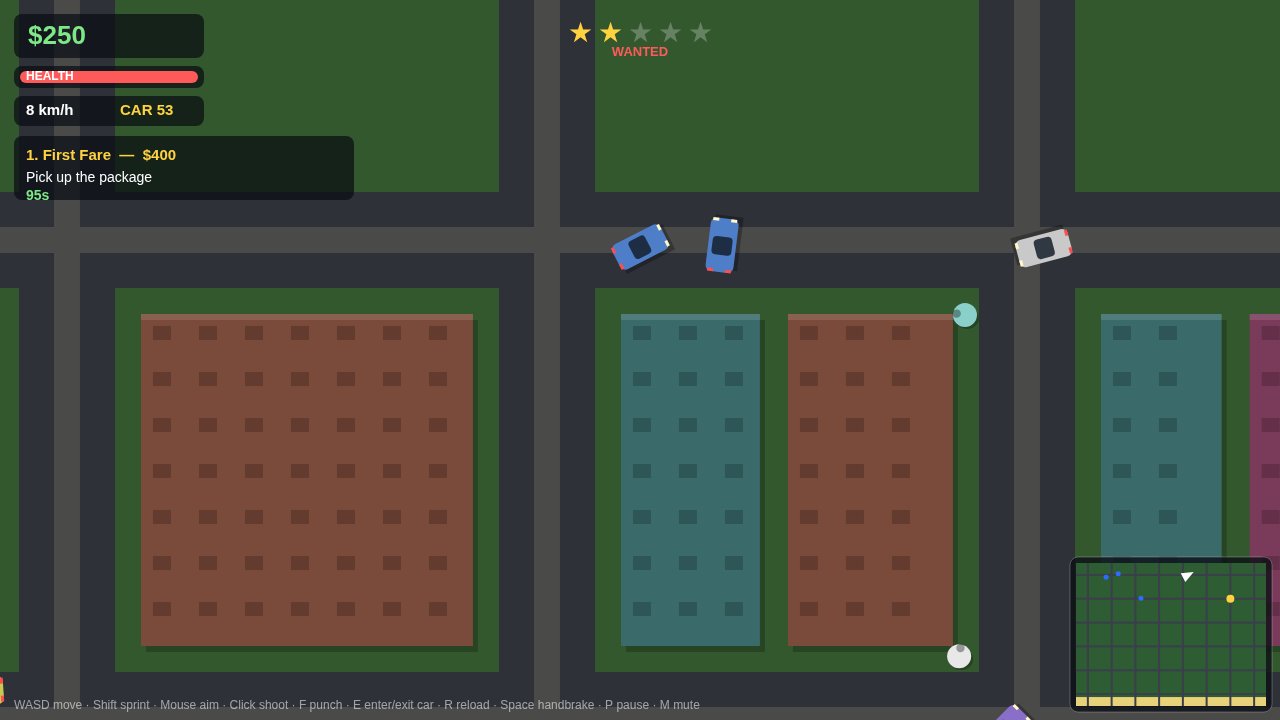 $250
WANTED
HEALTH
8 km/h CAR 53
1. First Fare — $400
Pick up the package
95s
WASD move · Shift sprint · Mouse aim · Click shoot · F punch · E enter/exit car · R reload · Space handbrake · P pause · M mute